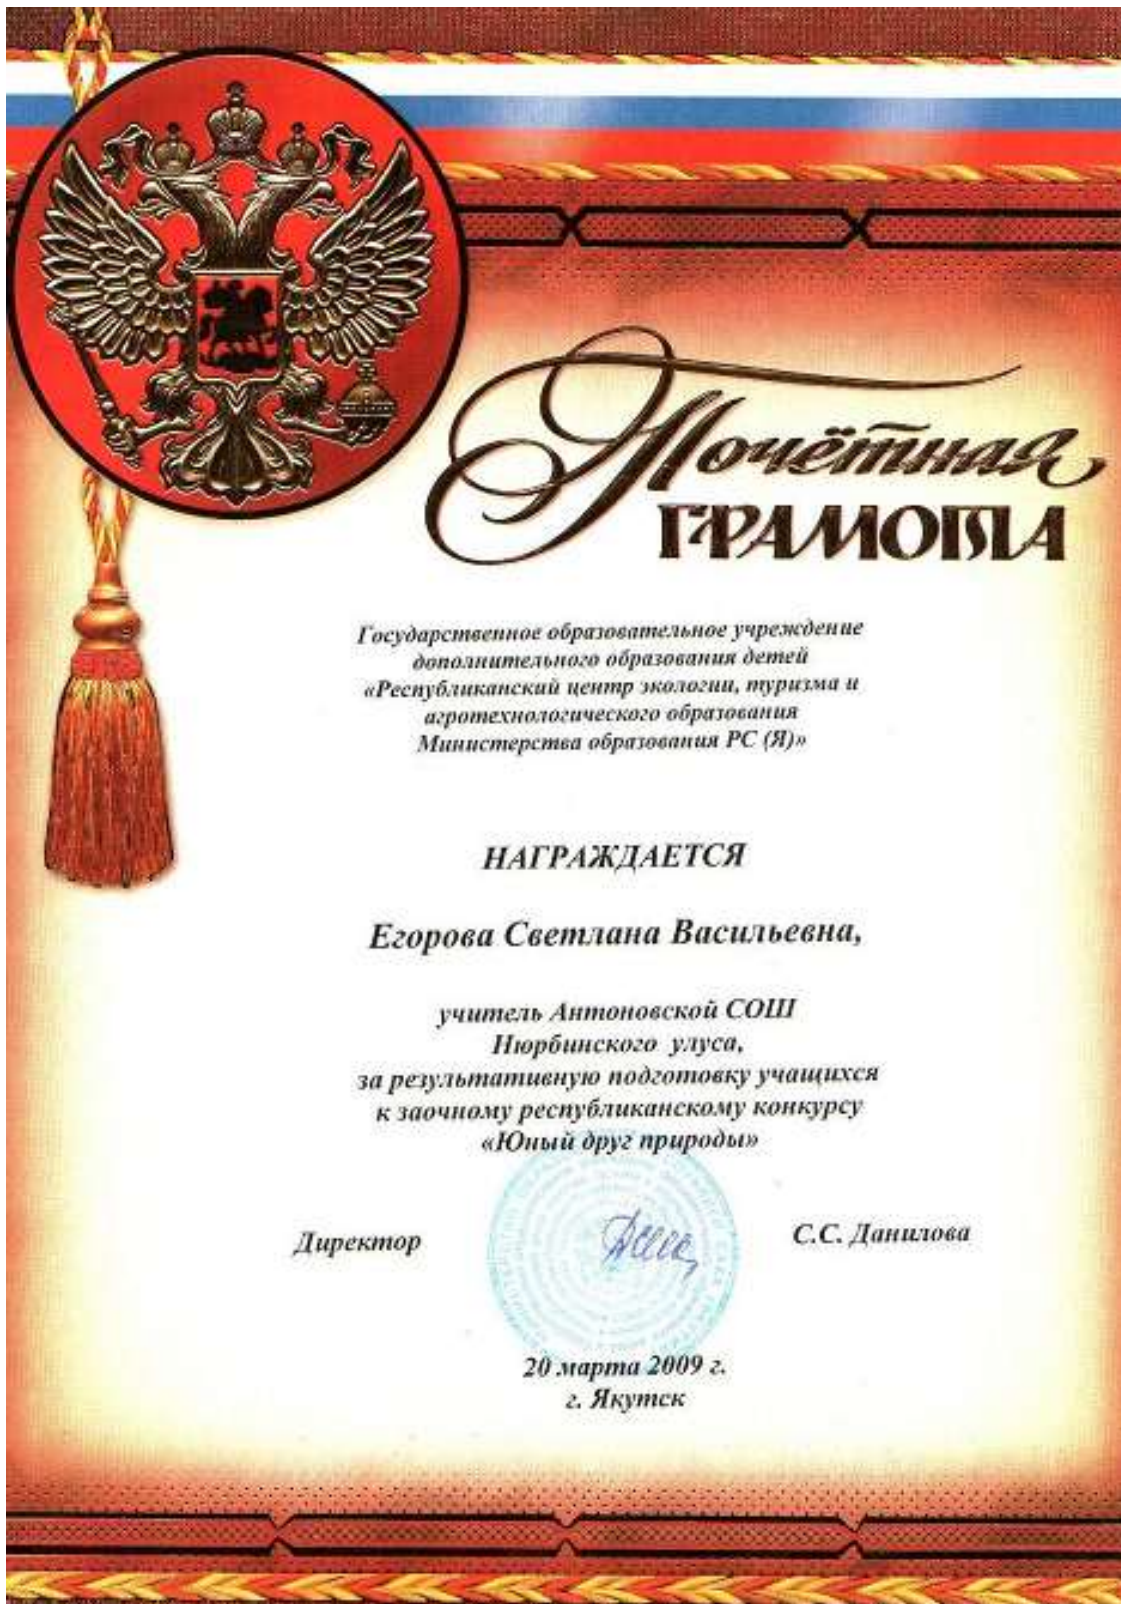 Почётная
ГРАМОТА
Государственное образовательное учреждение
дополнительного образования детей
«Республиканский центр экологии, туризма и
агротехнологического образования
Министерства образования РС (Я)»
НАГРАЖДАЕТСЯ
Егорова Светлана Васильевна,
учитель Антоновской СОШ
Нюрбинского улуса,
за результативную подготовку учащихся
к заочному республиканскому конкурсу
«Юный друг природы»
Директор
С.С. Данилова
20 марта 2009 г.
г. Якутск